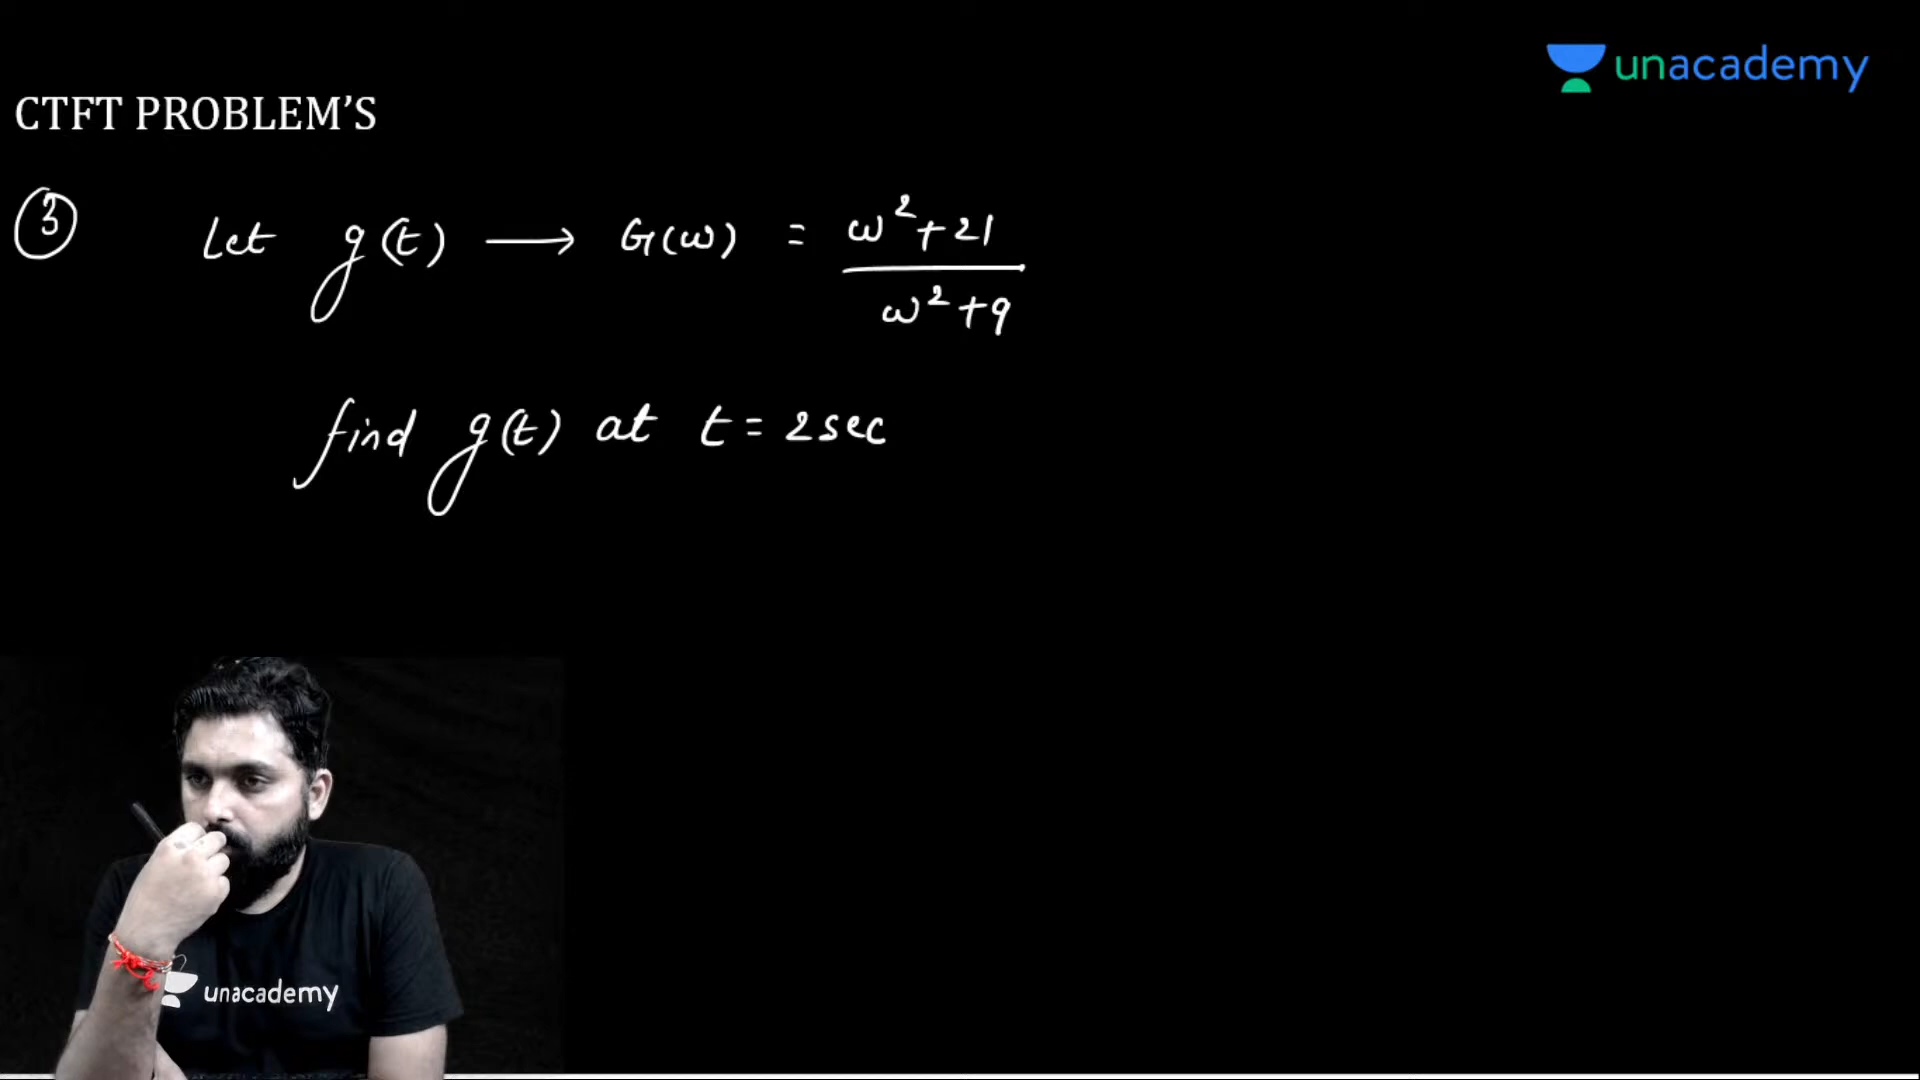 unacademy
CTFT PROBLEM'S
3 Let g(t) → G(ω) = ω²+21 / ω²+9
find g(t) at t = 2sec
unacademy